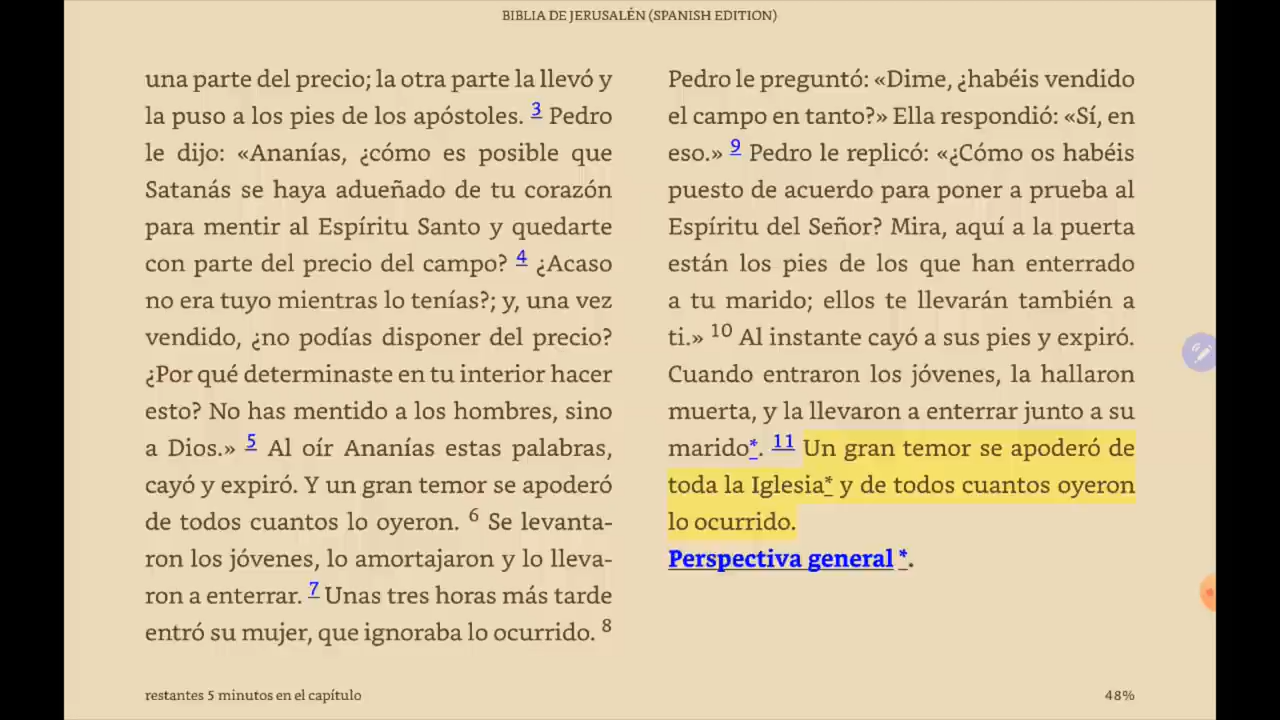 BIBLIA DE JERUSALÉN (SPANISH EDITION)
una parte del precio; la otra parte la llevó y
la puso a los pies de los apóstoles. 3 Pedro
le dijo: «Ananías, ¿cómo es posible que
Satanás se haya adueñado de tu corazón
para mentir al Espíritu Santo y quedarte
con parte del precio del campo? 4 ¿Acaso
no era tuyo mientras lo tenías?; y, una vez
vendido, ¿no podías disponer del precio?
¿Por qué determinaste en tu interior hacer
esto? No has mentido a los hombres, sino
a Dios.» 5 Al oír Ananías estas palabras,
cayó y expiró. Y un gran temor se apoderó
de todos cuantos lo oyeron. 6 Se levanta-
ron los jóvenes, lo amortajaron y lo lleva-
ron a enterrar. 7 Unas tres horas más tarde
entró su mujer, que ignoraba lo ocurrido. 8
Pedro le preguntó: «Dime, ¿habéis vendido
el campo en tanto?» Ella respondió: «Sí, en
eso.» 9 Pedro le replicó: «¿Cómo os habéis
puesto de acuerdo para poner a prueba al
Espíritu del Señor? Mira, aquí a la puerta
están los pies de los que han enterrado
a tu marido; ellos te llevarán también a
ti.» 10 Al instante cayó a sus pies y expiró.
Cuando entraron los jóvenes, la hallaron
muerta, y la llevaron a enterrar junto a su
marido*. 11 Un gran temor se apoderó de
toda la Iglesia* y de todos cuantos oyeron
lo ocurrido.
Perspectiva general *.
restantes 5 minutos en el capítulo
48%